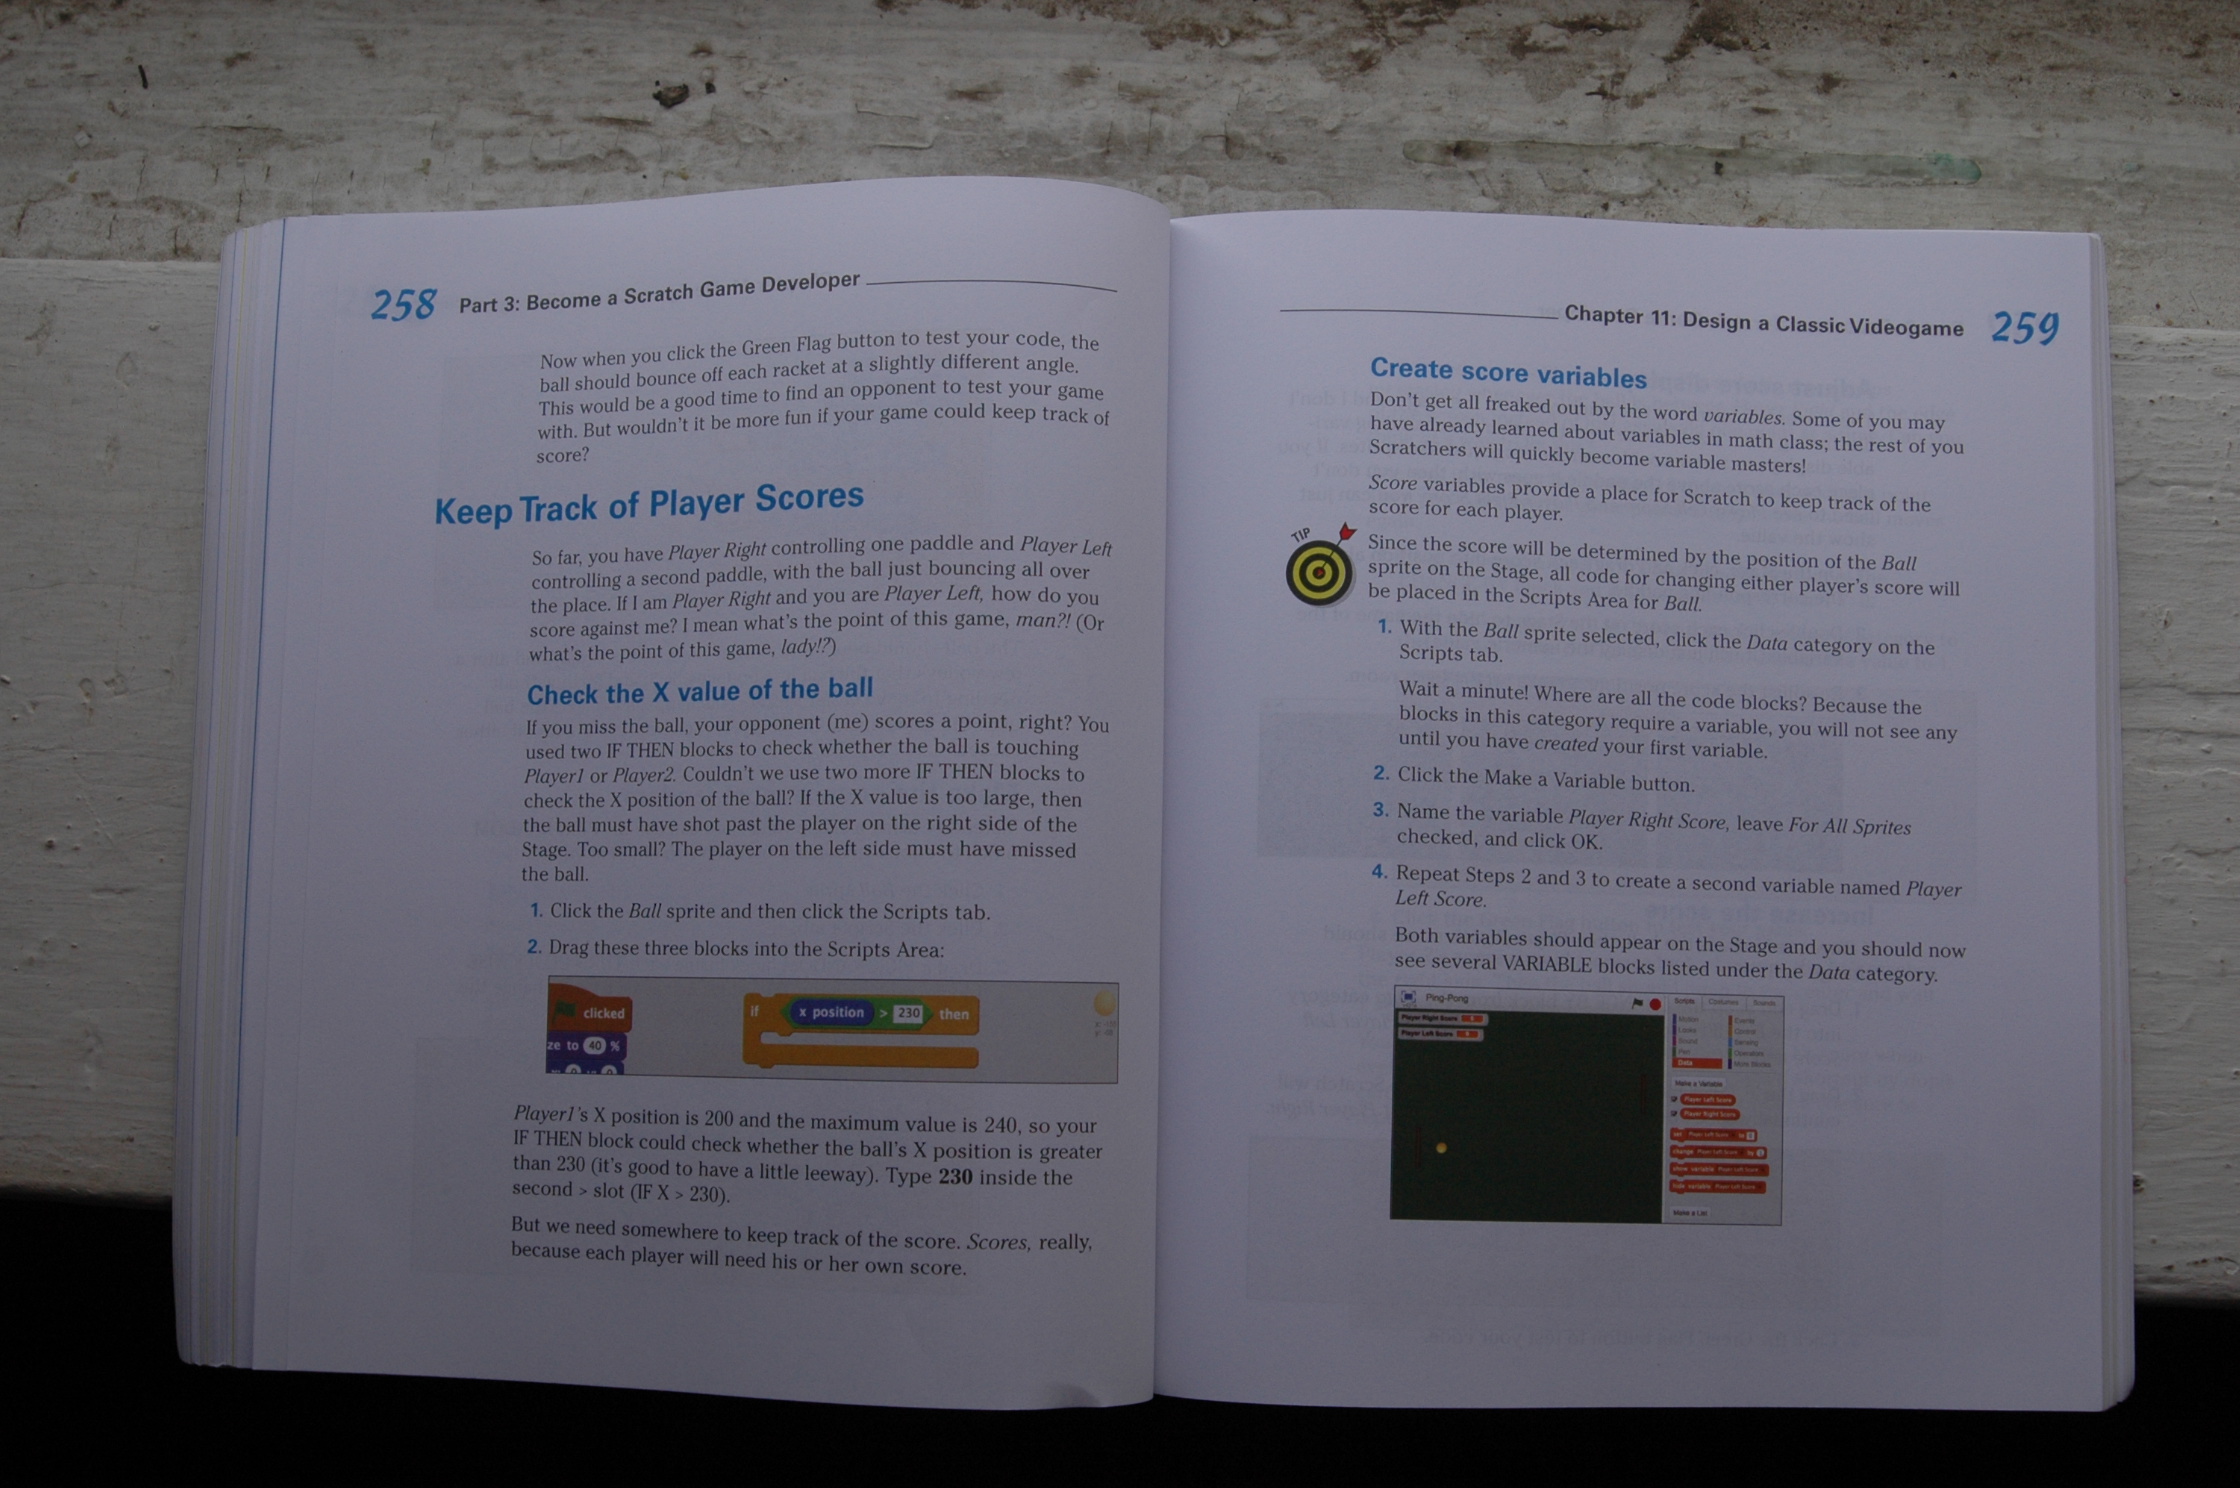 258 Part 3: Become a Scratch Game Developer
Now when you click the Green Flag button to test your code, the
ball should bounce off each racket at a slightly different angle.
This would be a good time to find an opponent to test your game
with. But wouldn't it be more fun if your game could keep track of
score?
Keep Track of Player Scores
So far, you have Player Right controlling one paddle and Player Left
controlling a second paddle, with the ball just bouncing all over
the place. If I am Player Right and you are Player Left, how do you
score against me? I mean what's the point of this game, man?! (Or
what's the point of this game, lady!?)
Check the X value of the ball
If you miss the ball, your opponent (me) scores a point, right? You
used two IF THEN blocks to check whether the ball is touching
Player1 or Player2. Couldn't we use two more IF THEN blocks to
check the X position of the ball? If the X value is too large, then
the ball must have shot past the player on the right side of the
Stage. Too small? The player on the left side must have missed
the ball.
1. Click the Ball sprite and then click the Scripts tab.
2. Drag these three blocks into the Scripts Area:
clicked
ze to 40 %
if x position > 230 then
Player1's X position is 200 and the maximum value is 240, so your
IF THEN block could check whether the ball's X position is greater
than 230 (it's good to have a little leeway). Type 230 inside the
second > slot (IF X > 230).
But we need somewhere to keep track of the score. Scores, really,
because each player will need his or her own score.
Chapter 11: Design a Classic Videogame 259
Create score variables
Don't get all freaked out by the word variables. Some of you may
have already learned about variables in math class; the rest of you
Scratchers will quickly become variable masters!
Score variables provide a place for Scratch to keep track of the
score for each player.
TIP
Since the score will be determined by the position of the Ball
sprite on the Stage, all code for changing either player's score will
be placed in the Scripts Area for Ball.
1. With the Ball sprite selected, click the Data category on the
Scripts tab.
Wait a minute! Where are all the code blocks? Because the
blocks in this category require a variable, you will not see any
until you have created your first variable.
2. Click the Make a Variable button.
3. Name the variable Player Right Score, leave For All Sprites
checked, and click OK.
4. Repeat Steps 2 and 3 to create a second variable named Player
Left Score.
Both variables should appear on the Stage and you should now
see several VARIABLE blocks listed under the Data category.
Ping-Pong
Player Right Score
Player Left Score
Scripts Costumes Sounds
Motion Events
Looks Control
Sound Sensing
Pen Operators
Data More Blocks
Make a Variable
Player Left Score
Player Right Score
set Player Left Score
change Player Left Score by
show variable Player Left Score
hide variable Player Left Score
Make a List